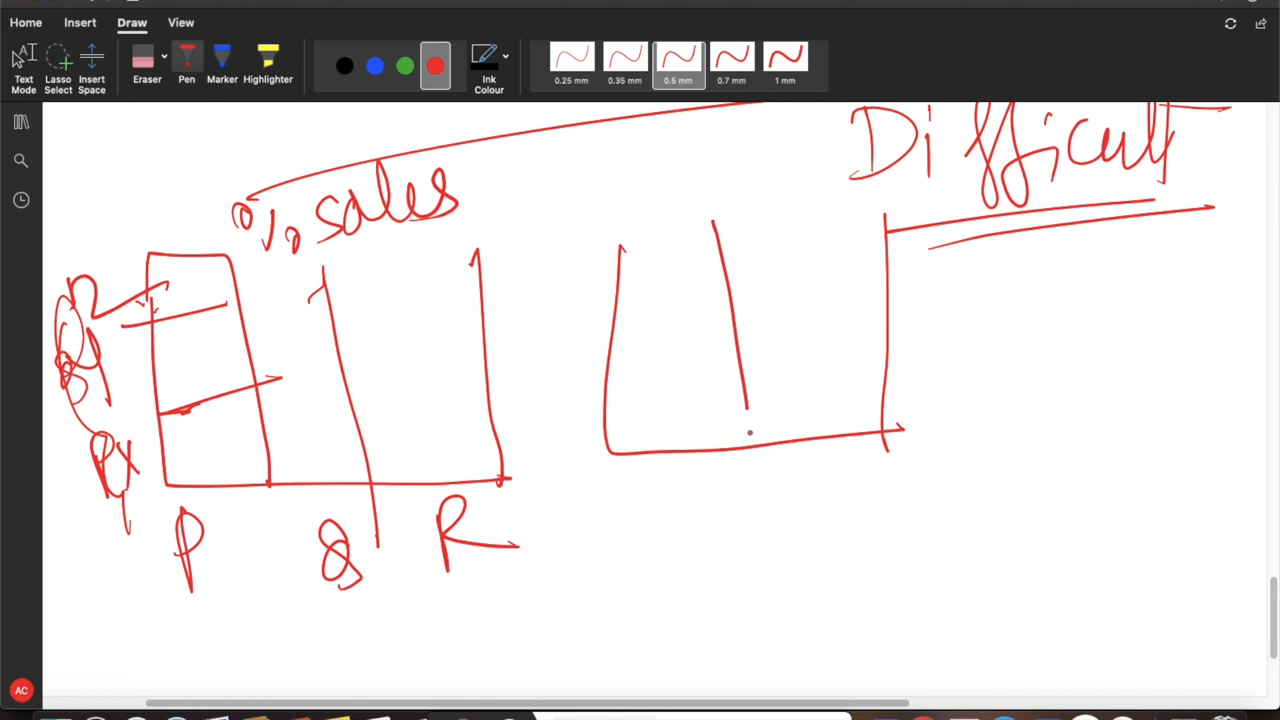 Home Insert Draw View
Text Mode
Lasso Select
Insert Space
Eraser
Pen
Marker
Highlighter
Ink Colour
0.25 mm
0.35 mm
0.5 mm
0.7 mm
1 mm
Difficult
% sales
P
Q
R
AC